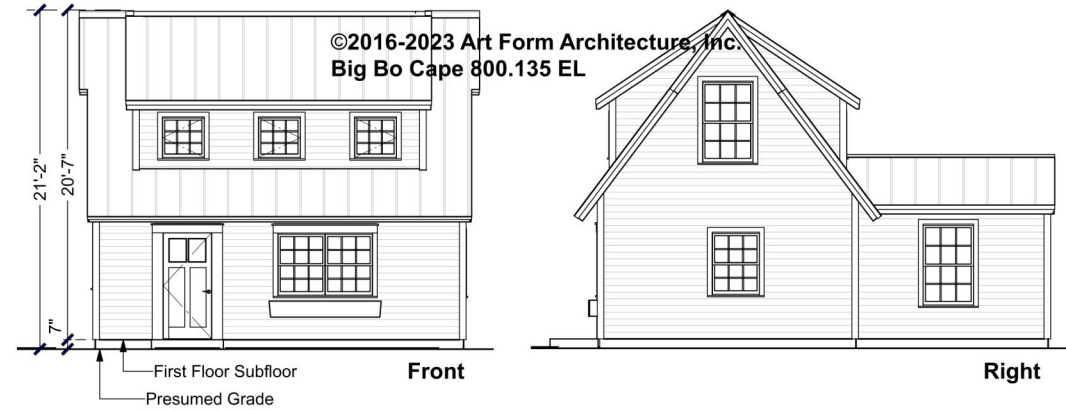 ©2016-2023 Art Form Architecture, Inc.
Big Bo Cape 800.135 EL
21'-2"
20'-7"
7"
First Floor Subfloor
Presumed Grade
Front
Right